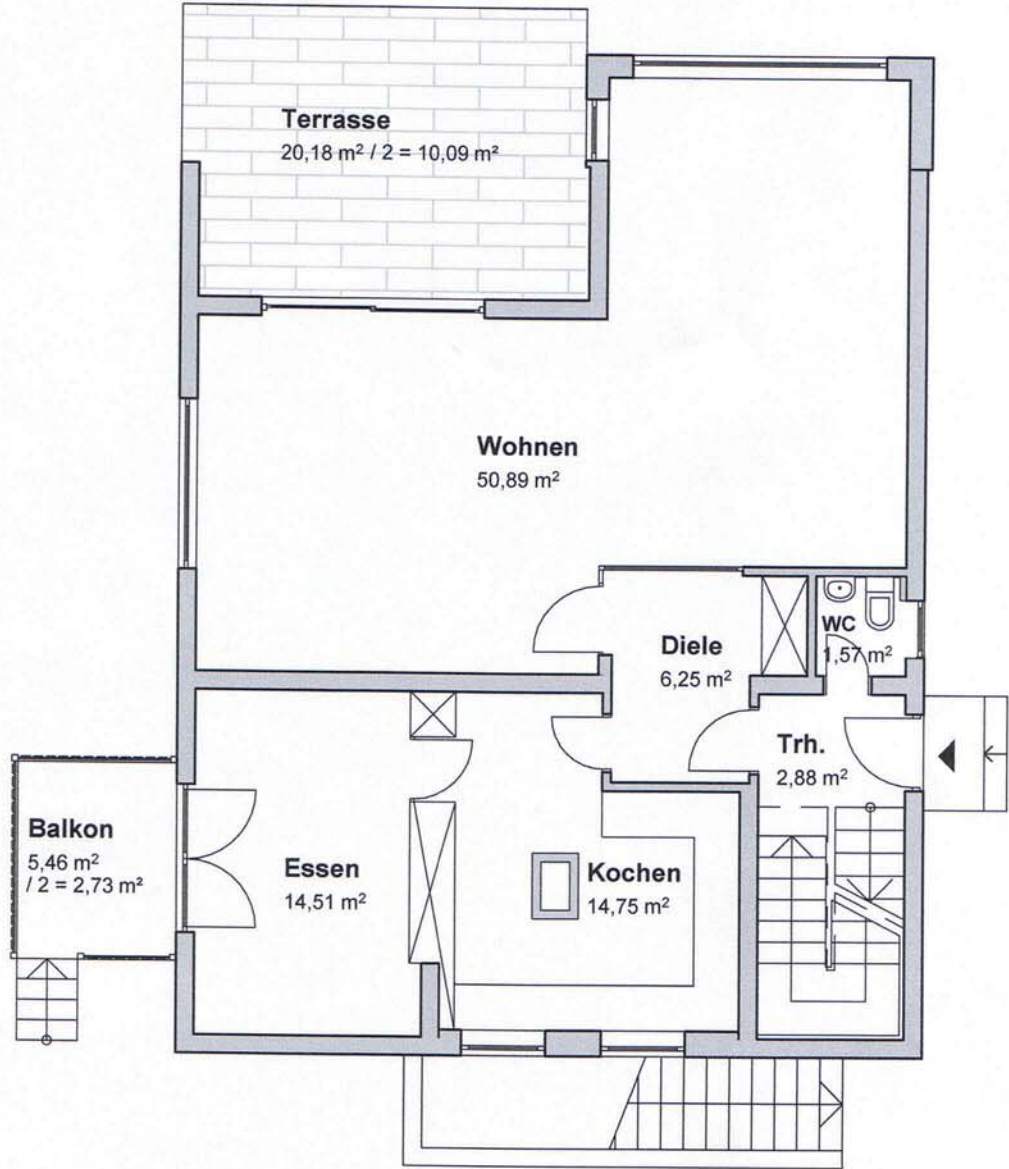 Terrasse
20,18 m² / 2 = 10,09 m²
Wohnen
50,89 m²
WC
1,57 m²
Diele
6,25 m²
Trh.
2,88 m²
Balkon
5,46 m²
/ 2 = 2,73 m²
Essen
14,51 m²
Kochen
14,75 m²